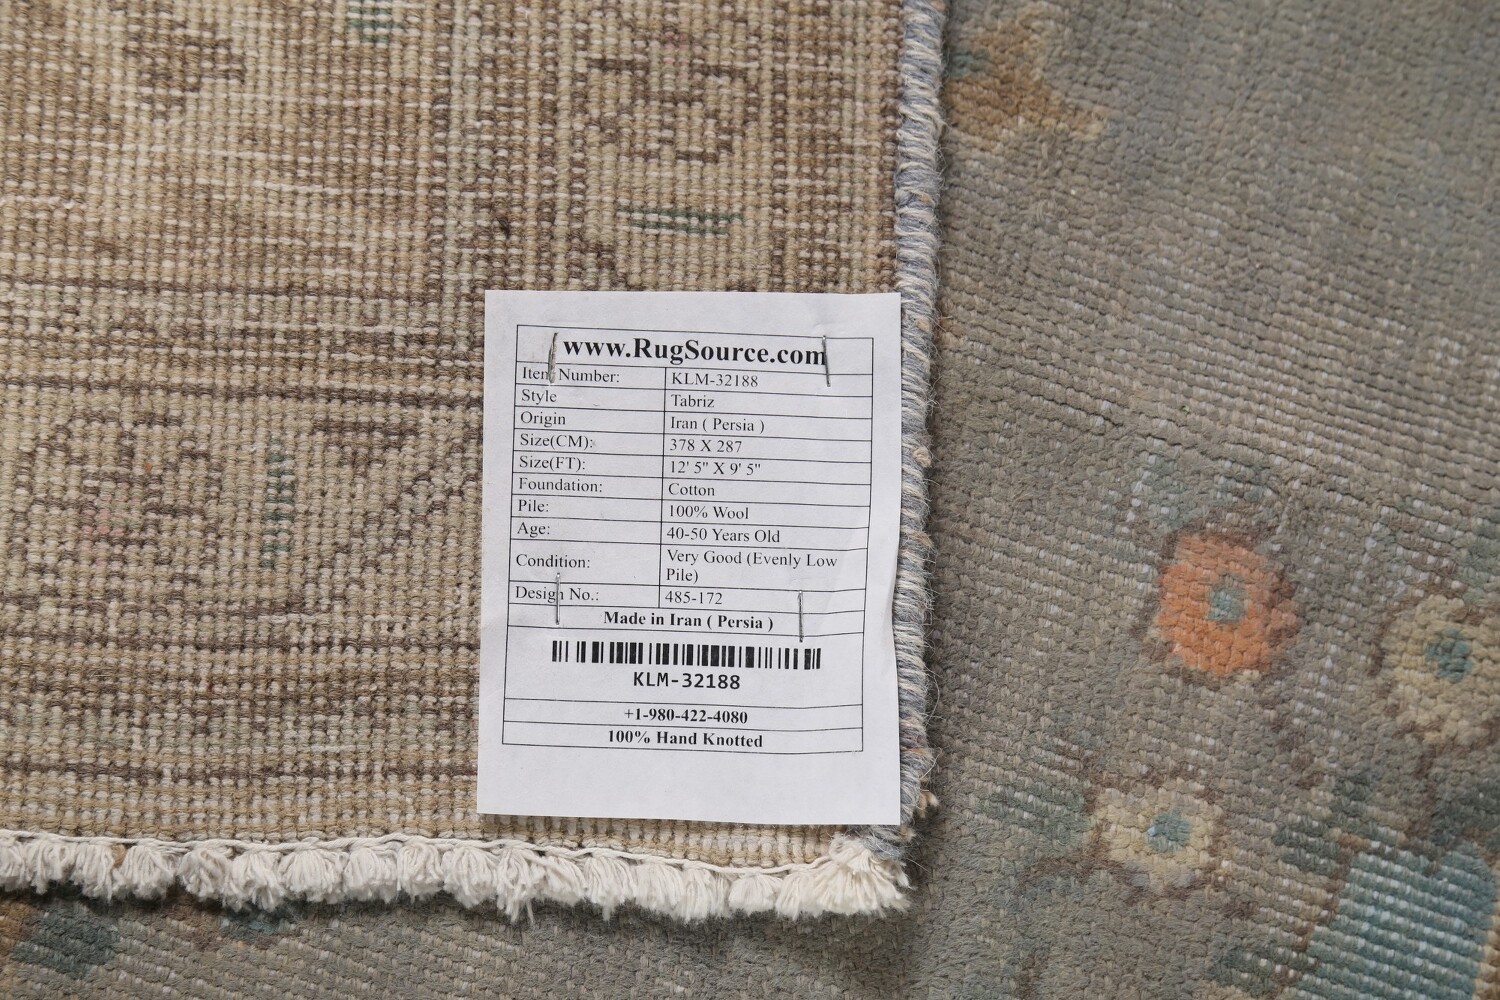 www.RugSource.com
Item Number: KLM-32188
Style Tabriz
Origin Iran ( Persia )
Size(CM): 378 X 287
Size(FT): 12' 5" X 9' 5"
Foundation: Cotton
Pile: 100% Wool
Age: 40-50 Years Old
Condition: Very Good (Evenly Low
Pile)
Design No.: 485-172
Made in Iran ( Persia )
KLM-32188
+1-980-422-4080
100% Hand Knotted